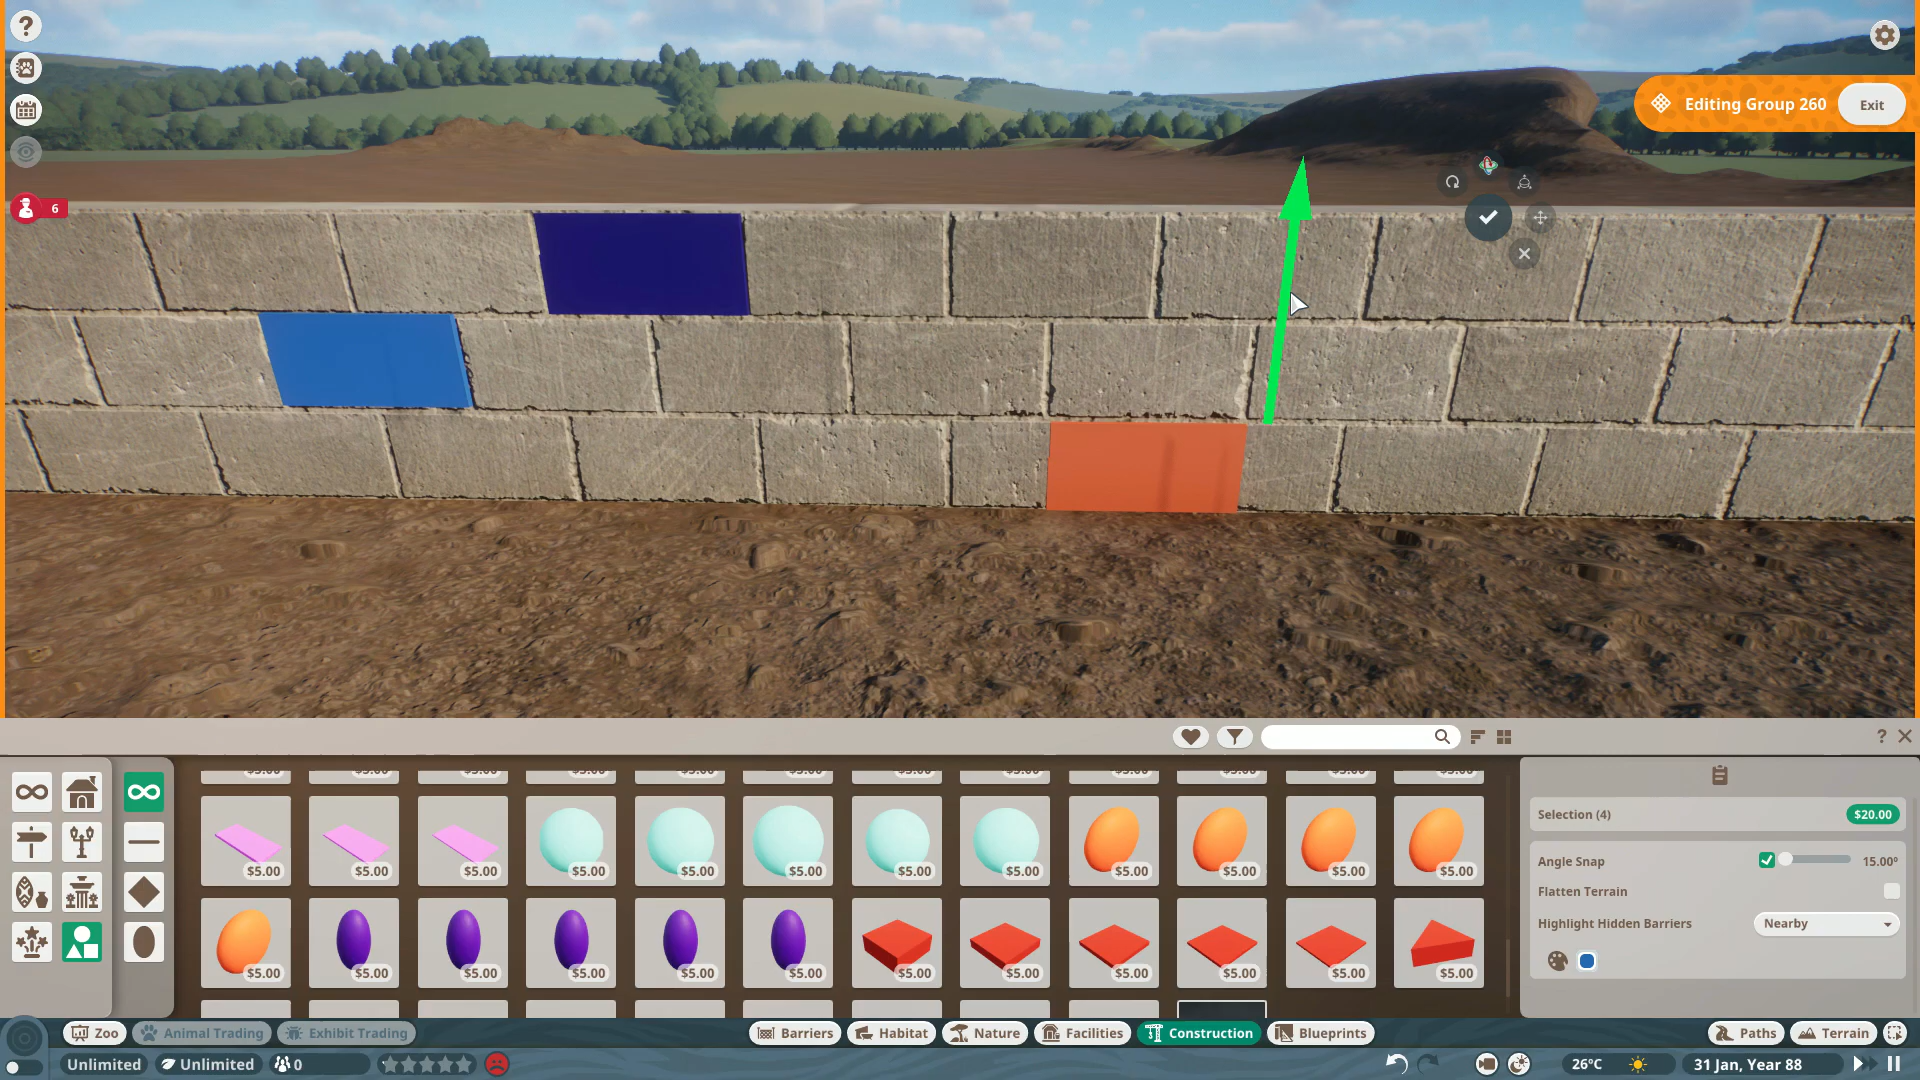 ?
Editing Group 260 Exit
6
?
$5.00 $5.00 $5.00 $5.00 $5.00 $5.00 $5.00 $5.00 $5.00 $5.00 $5.00 $5.00
$5.00 $5.00 $5.00 $5.00 $5.00 $5.00 $5.00 $5.00 $5.00 $5.00 $5.00 $5.00
Selection (4) $20.00
Angle Snap 15.00°
Flatten Terrain
Highlight Hidden Barriers Nearby
Zoo Animal Trading Exhibit Trading Barriers Habitat Nature Facilities Construction Blueprints Paths Terrain
Unlimited Unlimited 0 26°C 31 Jan, Year 88